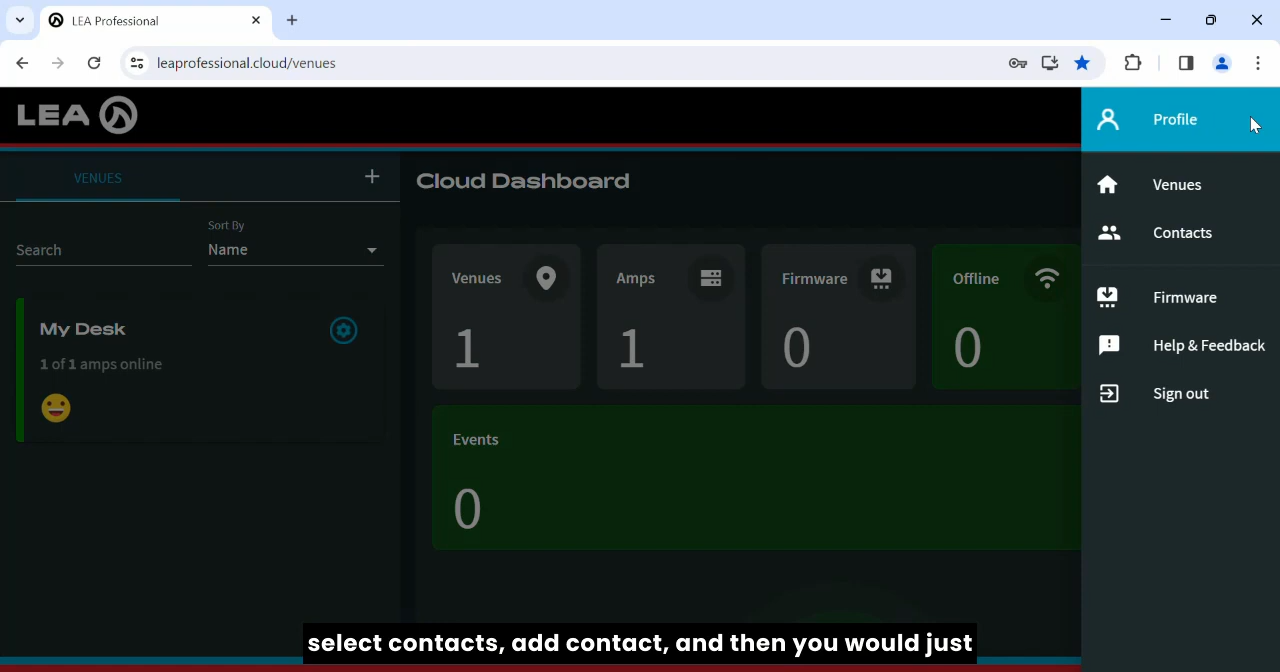 LEA Professional
leaprofessional.cloud/venues
LEA
Profile
VENUES
Cloud Dashboard
Venues
Contacts
Sort By
Search
Name
Venues
Amps
Firmware
Offline
1
1
0
0
Firmware
Help & Feedback
Sign out
My Desk
1 of 1 amps online
Events
0
select contacts, add contact, and then you would just